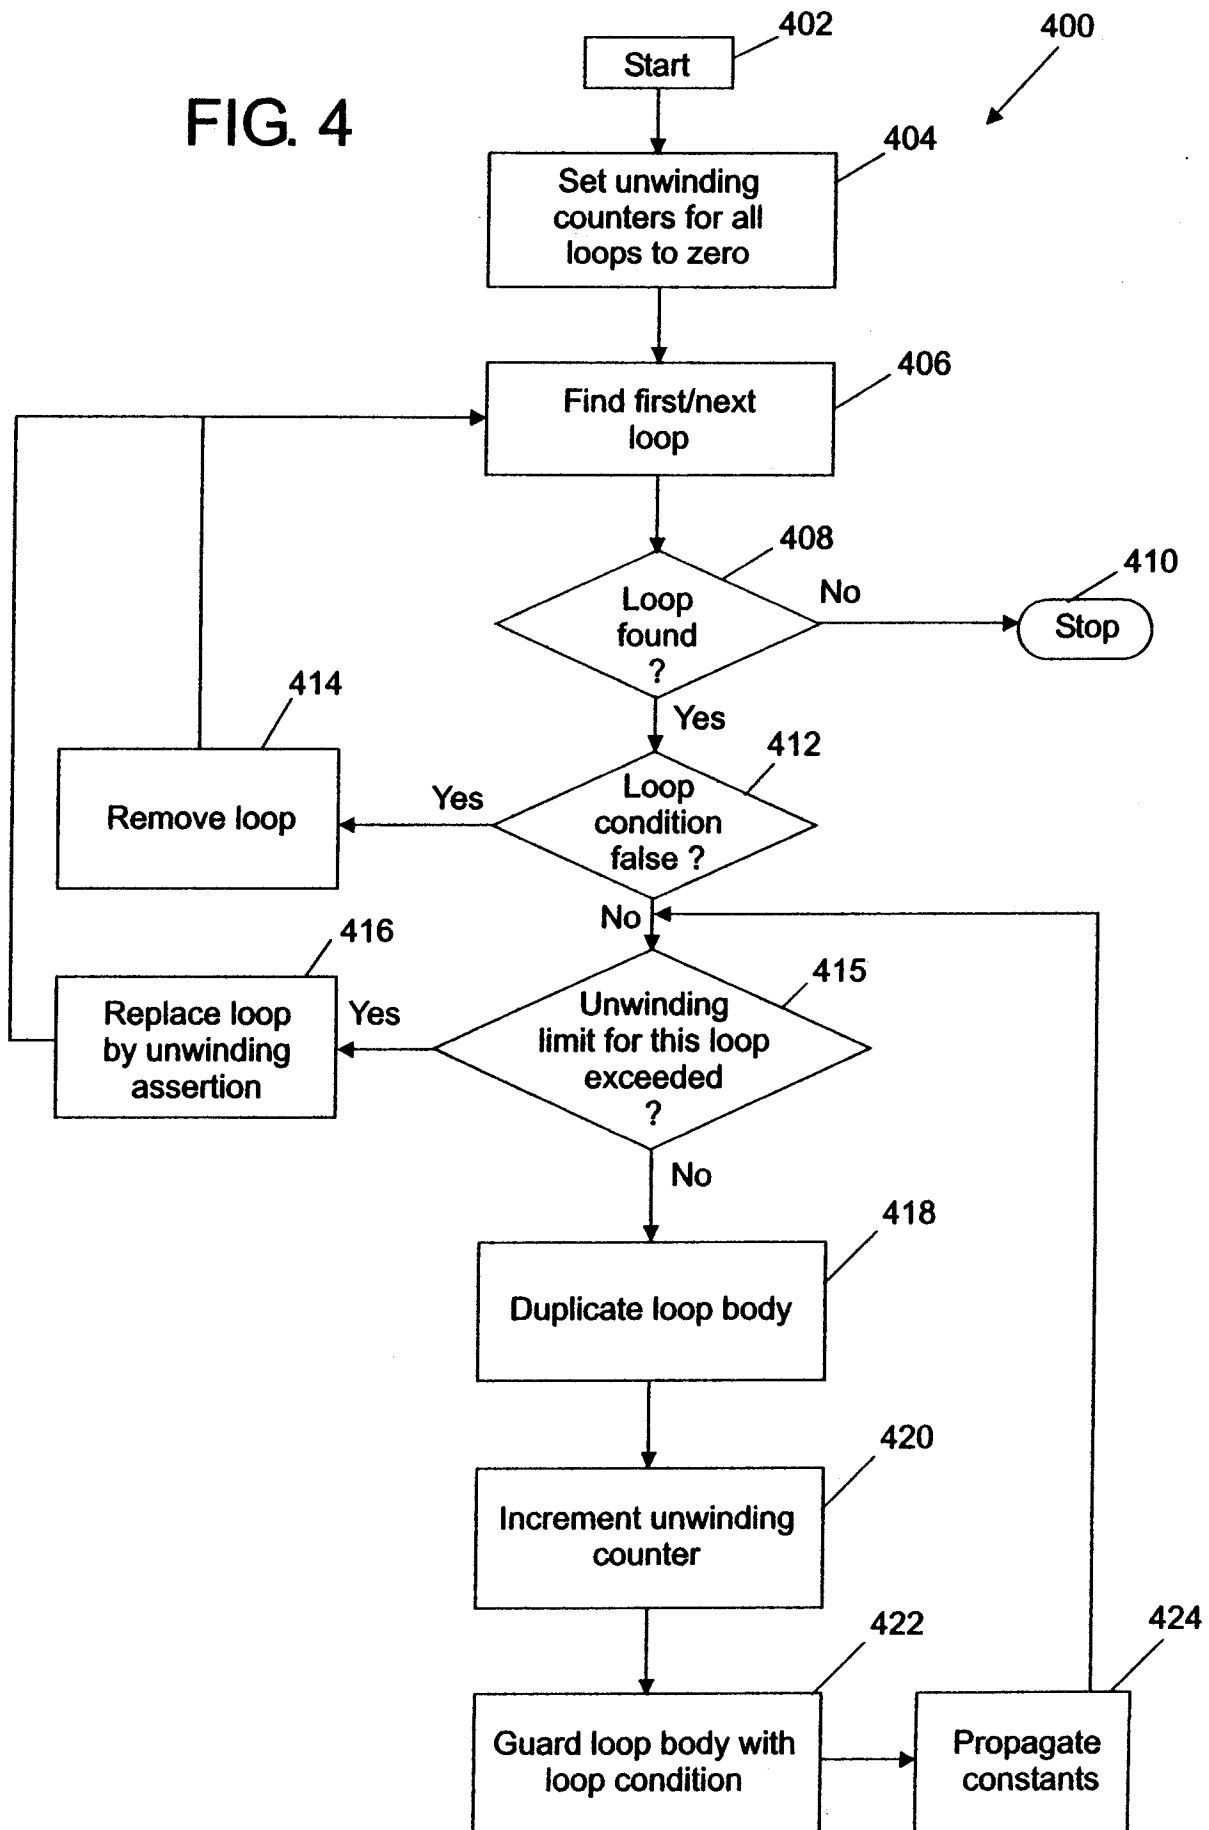 402
400
Start
FIG. 4
404
Set unwinding
counters for all
loops to zero
406
Find first/next
loop
408
410
No
Loop
found
?
Stop
414
Yes
412
Yes
Loop
condition
false ?
Remove loop
No
416
415
Yes
Unwinding
limit for this loop
exceeded
?
Replace loop
by unwinding
assertion
No
418
Duplicate loop body
420
Increment unwinding
counter
422
424
Guard loop body with
loop condition
Propagate
constants